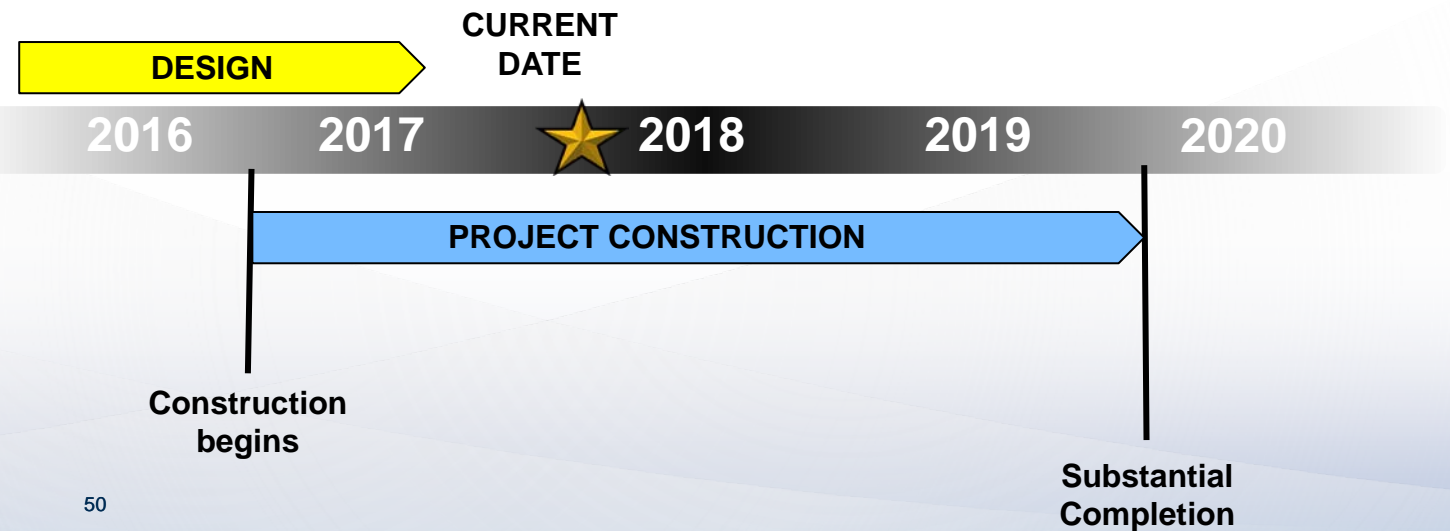 CURRENT
DATE
DESIGN
2016 2017 2018 2019 2020
PROJECT CONSTRUCTION
Construction
begins
Substantial
Completion
50